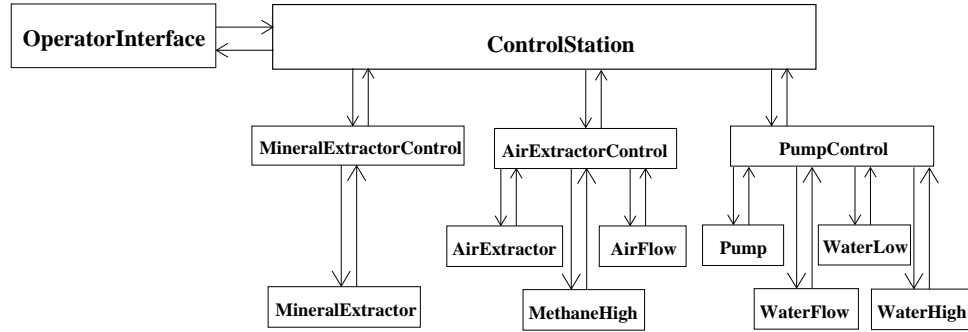 OperatorInterface
ControlStation
MineralExtractorControl
AirExtractorControl
PumpControl
AirExtractor
AirFlow
Pump
WaterLow
MineralExtractor
MethaneHigh
WaterFlow
WaterHigh